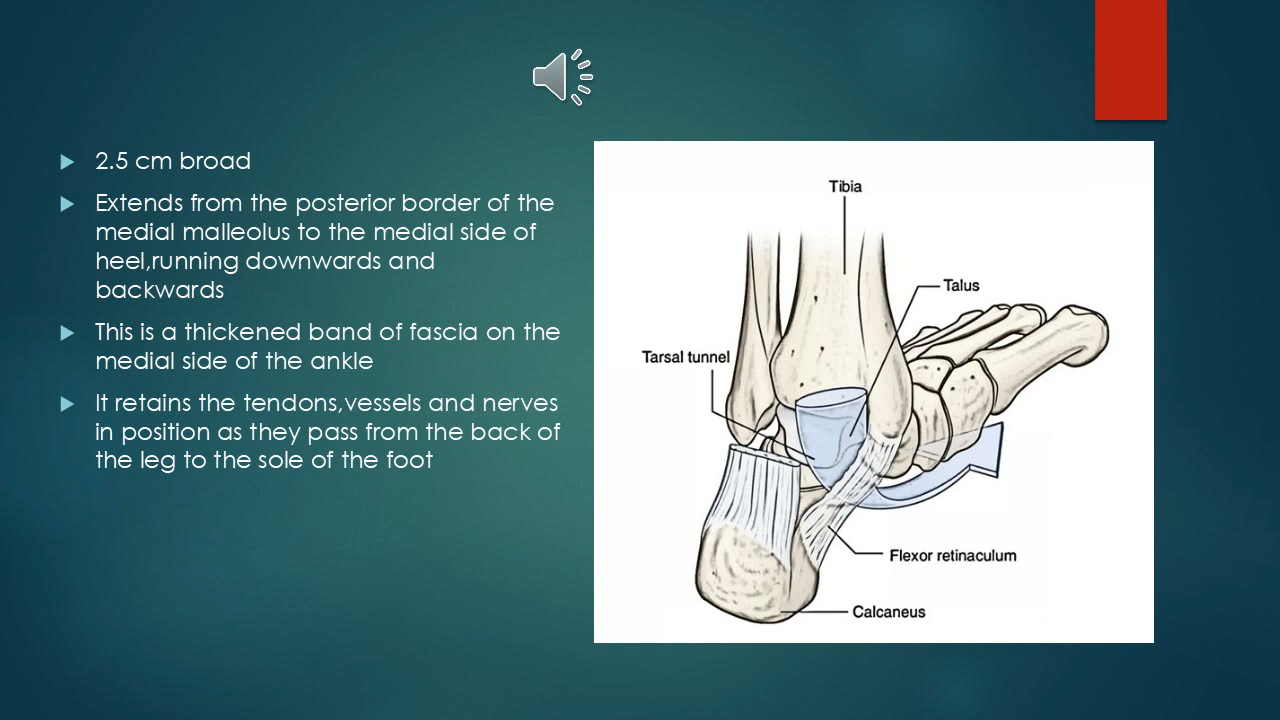 2.5 cm broad
Extends from the posterior border of the
medial malleolus to the medial side of
heel,running downwards and
backwards
This is a thickened band of fascia on the
medial side of the ankle
It retains the tendons,vessels and nerves
in position as they pass from the back of
the leg to the sole of the foot
Tibia
Talus
Tarsal tunnel
Flexor retinaculum
Calcaneus